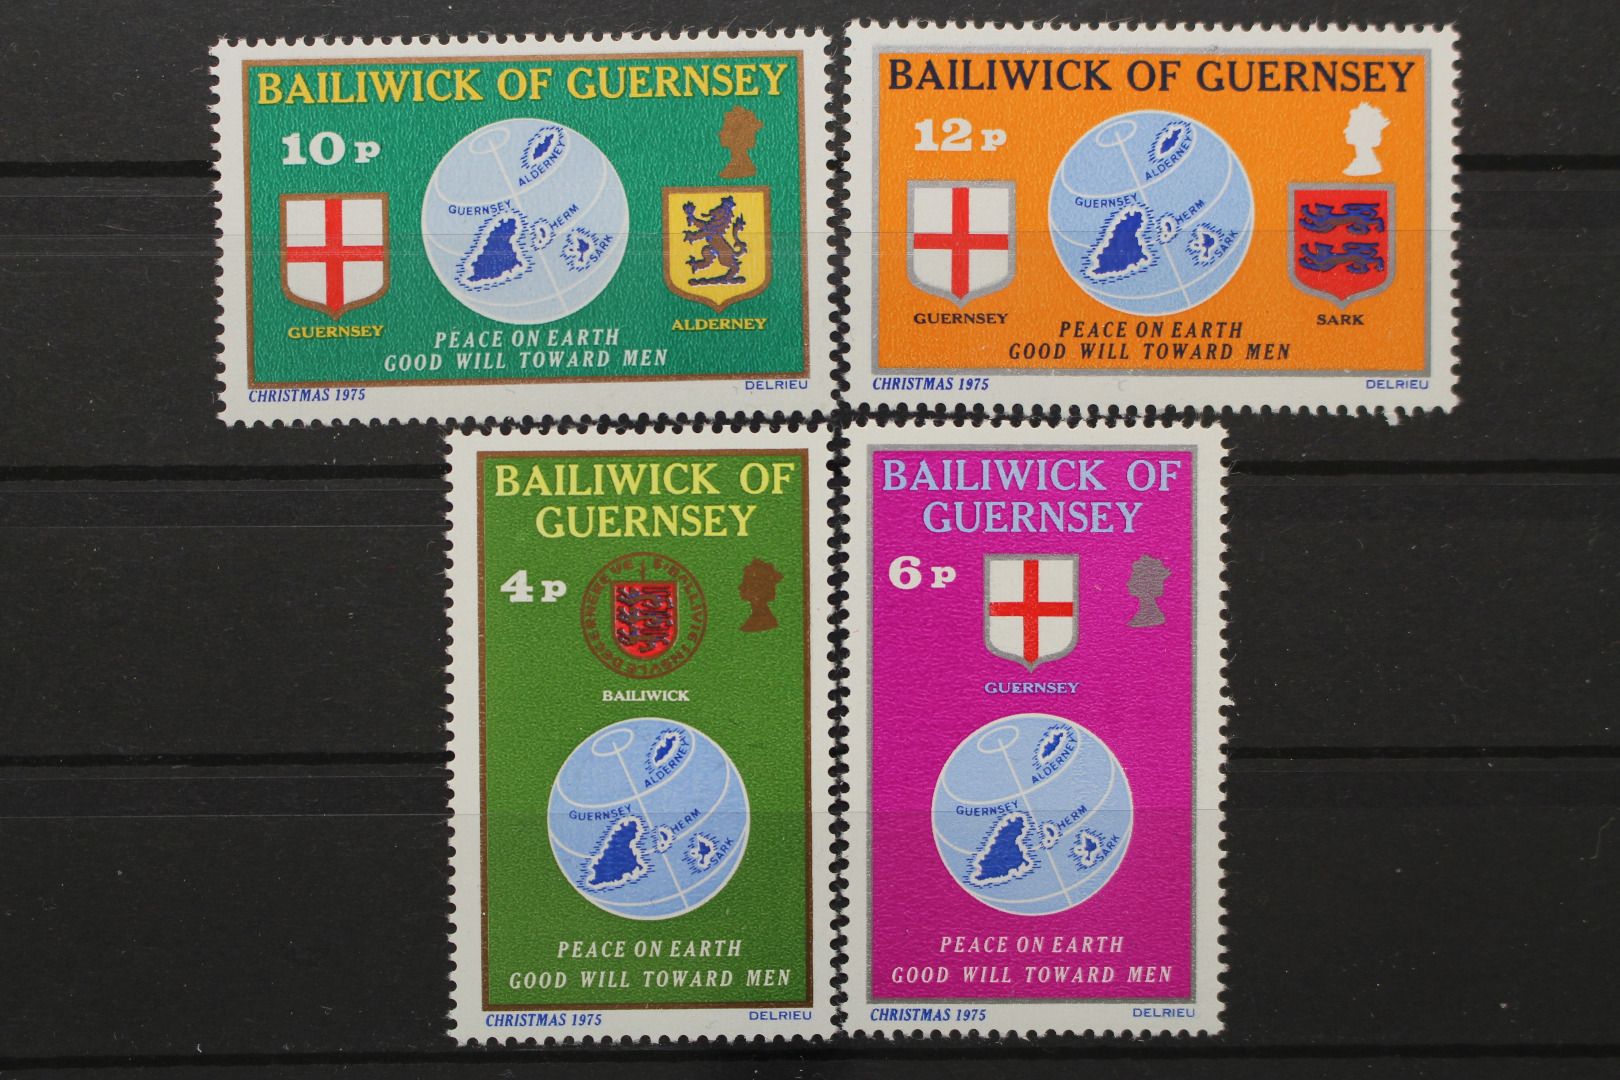 BAILIWICK OF GUERNSEY
10p
ALDERNEY
GUERNSEY
HERM
SARK
GUERNSEY
ALDERNEY
PEACE ON EARTH
GOOD WILL TOWARD MEN
CHRISTMAS 1975
DELRIEU
BAILIWICK OF GUERNSEY
12p
ALDERNEY
GUERNSEY
HERM
SARK
GUERNSEY
SARK
PEACE ON EARTH
GOOD WILL TOWARD MEN
CHRISTMAS 1975
DELRIEU
BAILIWICK OF
GUERNSEY
4p
BAILIWICK
ALDERNEY
GUERNSEY
HERM
SARK
PEACE ON EARTH
GOOD WILL TOWARD MEN
CHRISTMAS 1975
DELRIEU
BAILIWICK OF
GUERNSEY
6p
GUERNSEY
ALDERNEY
GUERNSEY
HERM
SARK
PEACE ON EARTH
GOOD WILL TOWARD MEN
CHRISTMAS 1975
DELRIEU